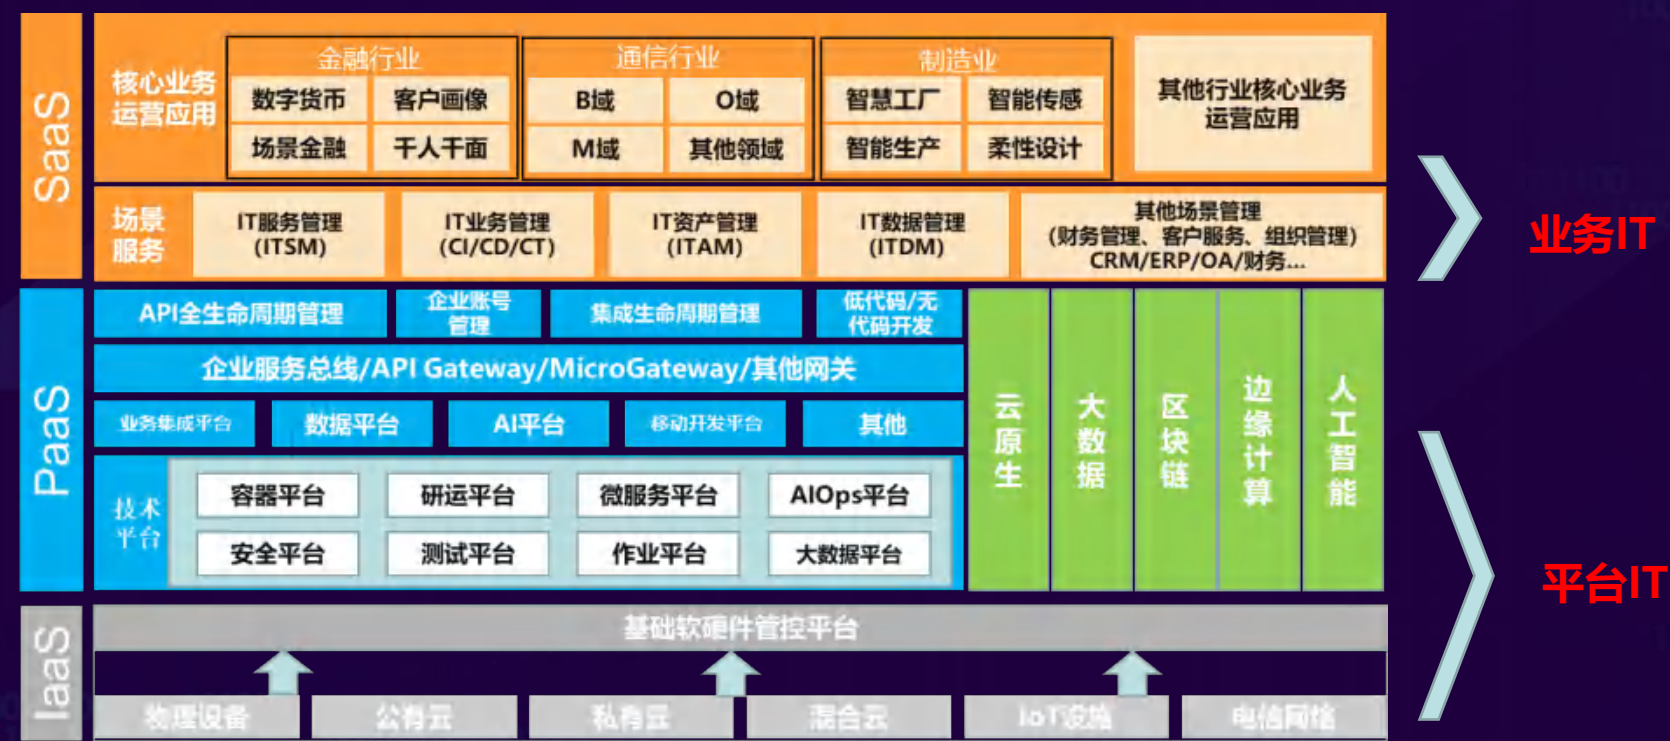 SaaS
核心业务
运营应用
金融行业
数字货币
客户画像
场景金融
千人千面
通信行业
B域
O域
M域
其他领域
制造业
智慧工厂
智能传感
智能生产
柔性设计
其他行业核心业务
运营应用
场景
服务
IT服务管理
(ITSM)
IT业务管理
(CI/CD/CT)
IT资产管理
(ITAM)
IT数据管理
(ITDM)
其他场景管理
(财务管理、客户服务、组织管理)
CRM/ERP/OA/财务...
业务IT
PaaS
API全生命周期管理
企业账号
管理
集成生命周期管理
低代码/无
代码开发
企业服务总线/API Gateway/MicroGateway/其他网关
业务集成平台
数据平台
AI平台
移动开发平台
其他
技术
平台
容器平台
研运平台
微服务平台
AIOps平台
安全平台
测试平台
作业平台
大数据平台
云原生
大数据
区块链
边缘计算
人工智能
平台IT
IaaS
基础软硬件管控平台
物理设备
公有云
私有云
混合云
IoT设施
电信网络